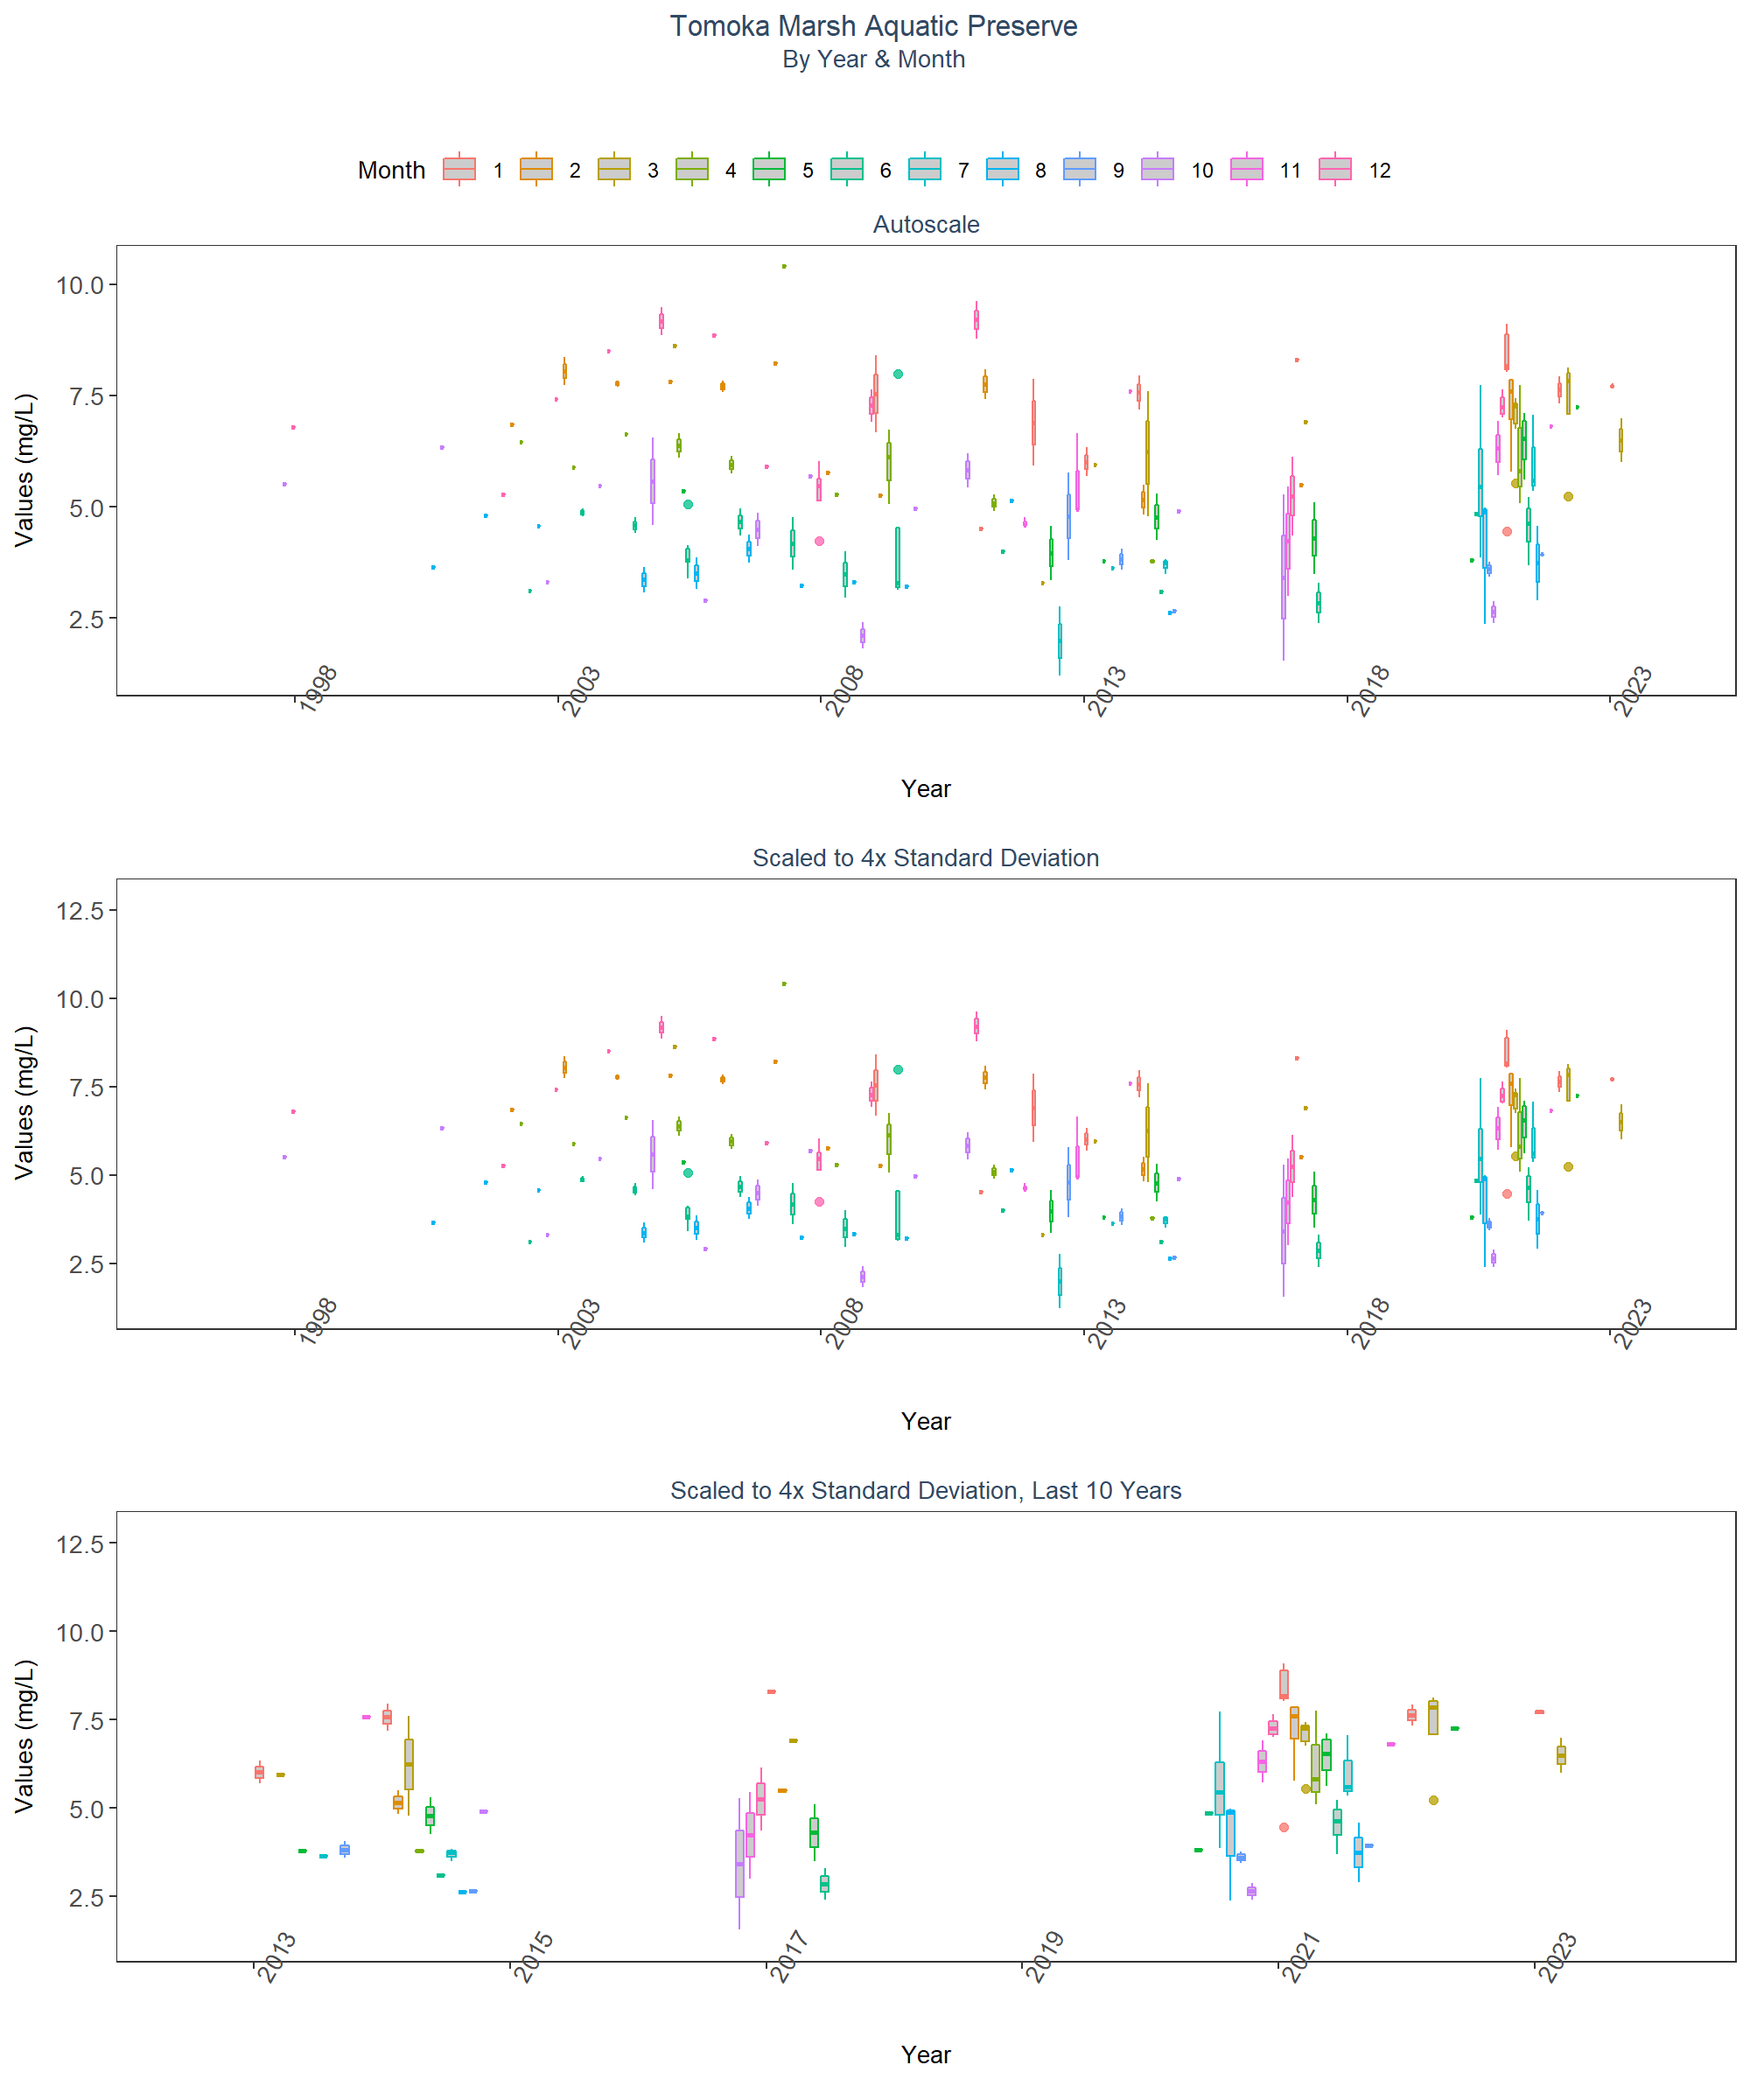 Tomoka Marsh Aquatic Preserve
By Year & Month
Month 1 2 3 4 5 6 7 8 9 10 11 12
Autoscale
Values (mg/L)
10.0
7.5
5.0
2.5
1998 2003 2008 2013 2018 2023
Year
Scaled to 4x Standard Deviation
Values (mg/L)
12.5
10.0
7.5
5.0
2.5
1998 2003 2008 2013 2018 2023
Year
Scaled to 4x Standard Deviation, Last 10 Years
Values (mg/L)
12.5
10.0
7.5
5.0
2.5
2013 2015 2017 2019 2021 2023
Year